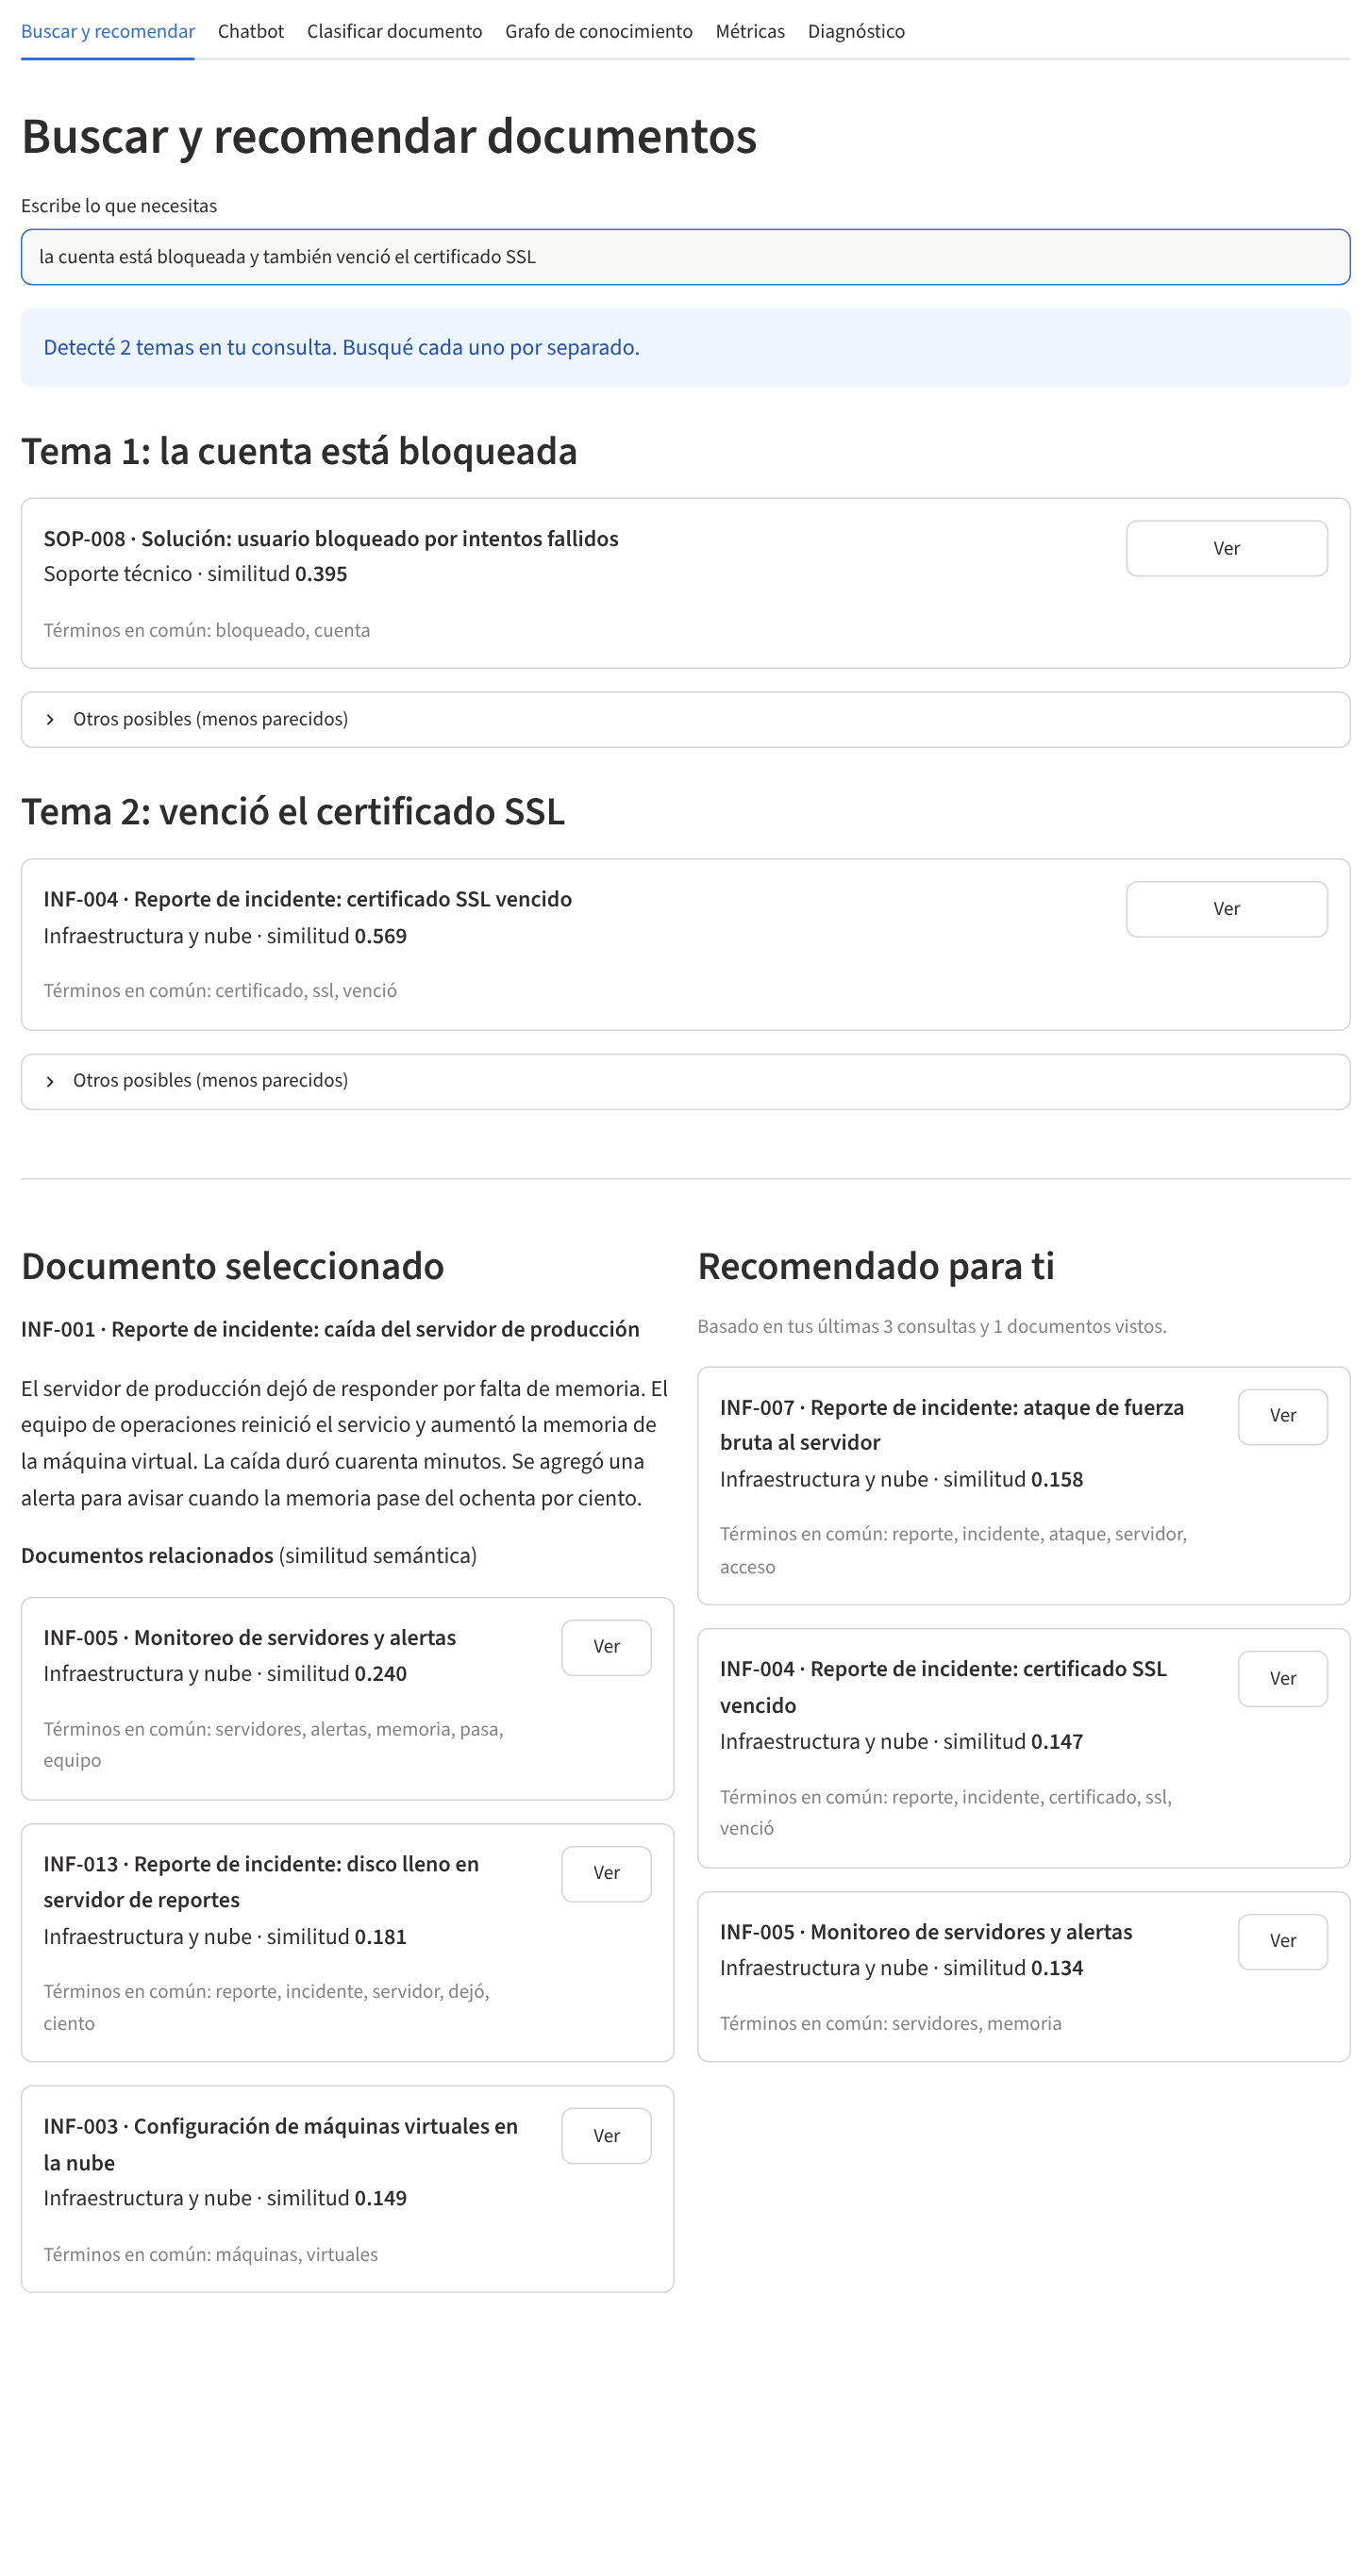 Buscar y recomendar
Chatbot
Clasificar documento
Grafo de conocimiento
Métricas
Diagnóstico
Buscar y recomendar documentos
Escribe lo que necesitas
la cuenta está bloqueada y también venció el certificado SSL
Detecté 2 temas en tu consulta. Busqué cada uno por separado.
Tema 1: la cuenta está bloqueada
SOP-008 · Solución: usuario bloqueado por intentos fallidos
Soporte técnico · similitud 0.395
Términos en común: bloqueado, cuenta
Ver
Otros posibles (menos parecidos)
Tema 2: venció el certificado SSL
INF-004 · Reporte de incidente: certificado SSL vencido
Infraestructura y nube · similitud 0.569
Términos en común: certificado, ssl, venció
Ver
Otros posibles (menos parecidos)
Documento seleccionado
INF-001 · Reporte de incidente: caída del servidor de producción
El servidor de producción dejó de responder por falta de memoria. El
equipo de operaciones reinició el servicio y aumentó la memoria de
la máquina virtual. La caída duró cuarenta minutos. Se agregó una
alerta para avisar cuando la memoria pase del ochenta por ciento.
Documentos relacionados (similitud semántica)
INF-005 · Monitoreo de servidores y alertas
Infraestructura y nube · similitud 0.240
Términos en común: servidores, alertas, memoria, pasa,
equipo
Ver
INF-013 · Reporte de incidente: disco lleno en
servidor de reportes
Infraestructura y nube · similitud 0.181
Términos en común: reporte, incidente, servidor, dejó,
ciento
Ver
INF-003 · Configuración de máquinas virtuales en
la nube
Infraestructura y nube · similitud 0.149
Términos en común: máquinas, virtuales
Ver
Recomendado para ti
Basado en tus últimas 3 consultas y 1 documentos vistos.
INF-007 · Reporte de incidente: ataque de fuerza
bruta al servidor
Infraestructura y nube · similitud 0.158
Términos en común: reporte, incidente, ataque, servidor,
acceso
Ver
INF-004 · Reporte de incidente: certificado SSL
vencido
Infraestructura y nube · similitud 0.147
Términos en común: reporte, incidente, certificado, ssl,
venció
Ver
INF-005 · Monitoreo de servidores y alertas
Infraestructura y nube · similitud 0.134
Términos en común: servidores, memoria
Ver